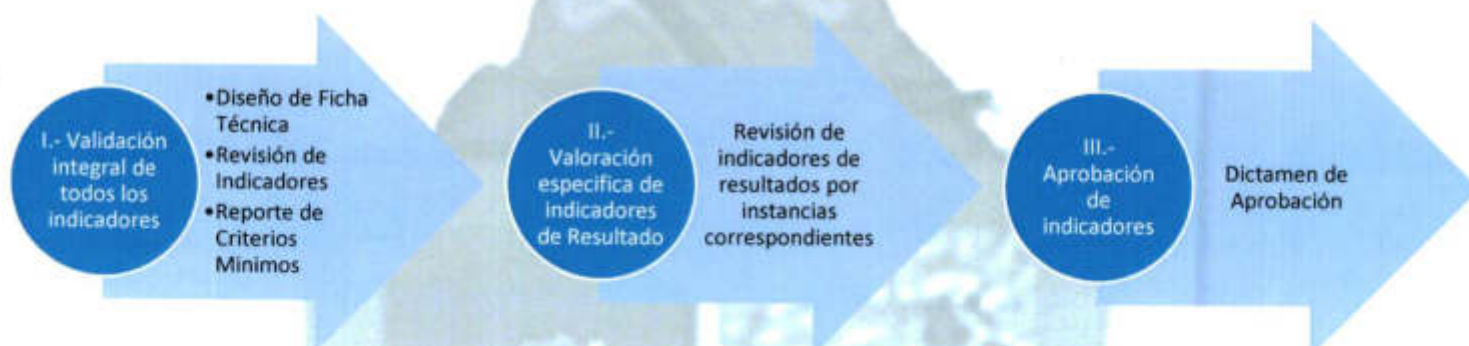 I.- Validación
integral de
todos los
indicadores
•Diseño de Ficha
Técnica
•Revisión de
Indicadores
•Reporte de
Criterios
Minimos
II.-
Valoración
especifica de
indicadores
de Resultado
Revisión de
indicadores de
resultados por
instancias
correspondientes
III.-
Aprobación
de
indicadores
Dictamen de
Aprobación